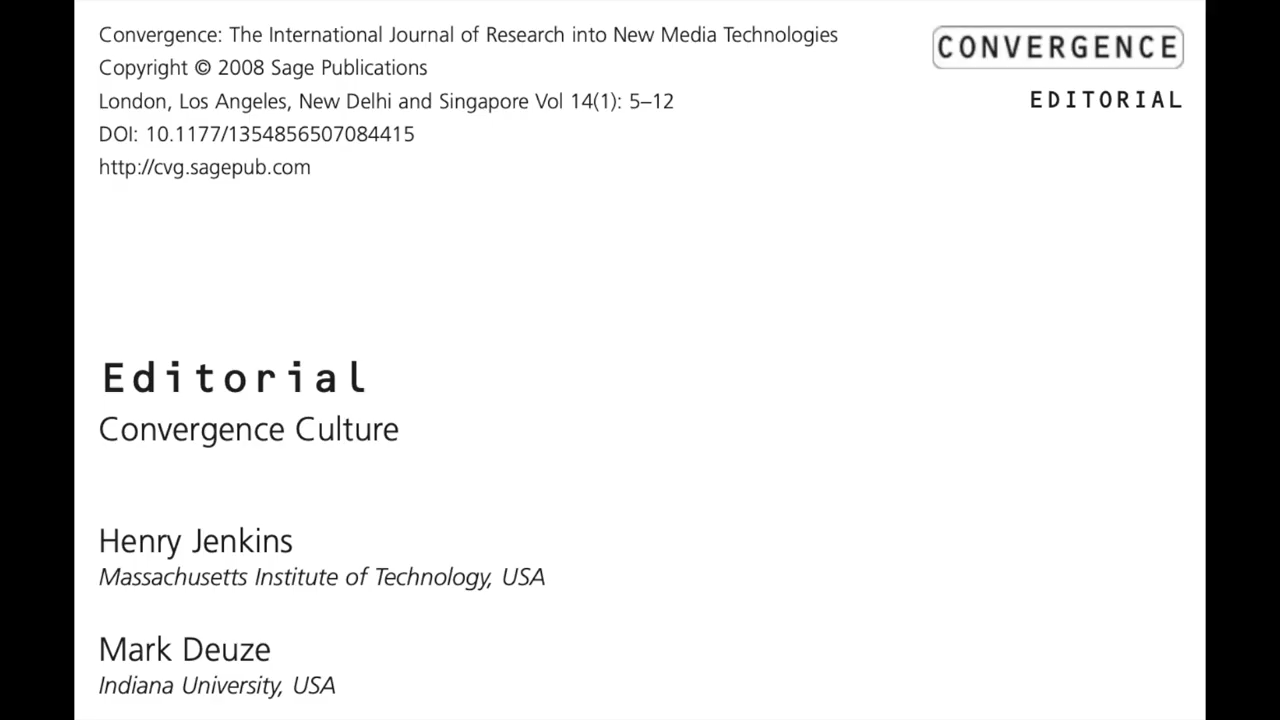 Convergence: The International Journal of Research into New Media Technologies
Copyright © 2008 Sage Publications
London, Los Angeles, New Delhi and Singapore Vol 14(1): 5–12
DOI: 10.1177/1354856507084415
http://cvg.sagepub.com
CONVERGENCE
EDITORIAL
Editorial
Convergence Culture
Henry Jenkins
Massachusetts Institute of Technology, USA
Mark Deuze
Indiana University, USA